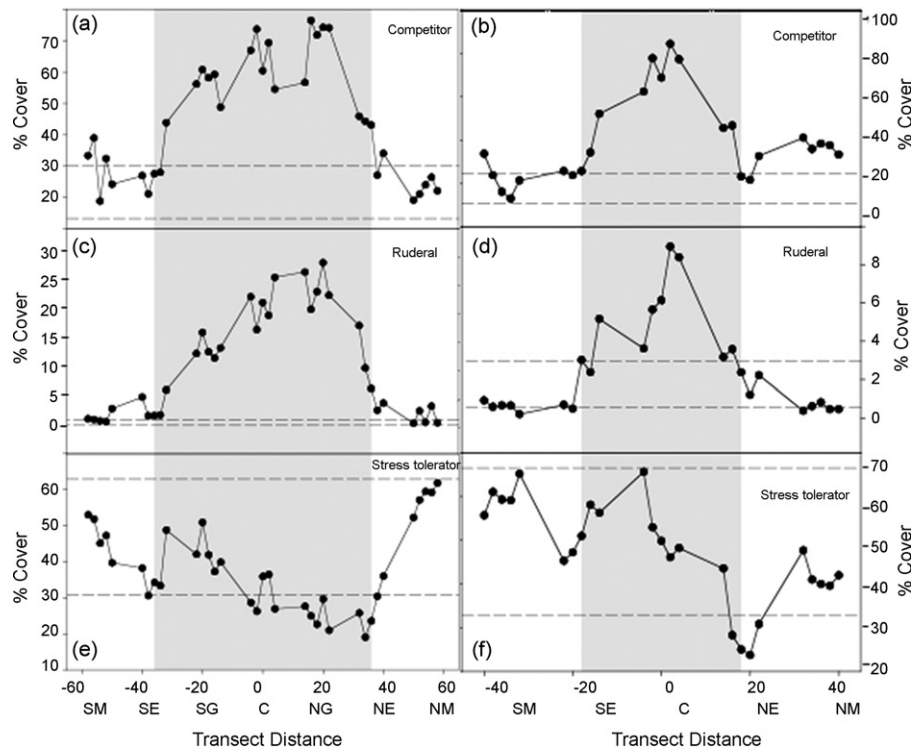 (a)
Competitor
(b)
Competitor
% Cover
70
60
50
40
30
20
100
80
60
40
20
0
% Cover
(c)
Ruderal
(d)
Ruderal
% Cover
30
25
20
15
10
5
0
8
6
4
2
0
% Cover
Stress tolerator
Stress tolerator
% Cover
60
50
40
30
20
10
70
60
50
40
30
20
% Cover
(e)
(f)
-60 -40 -20 0 20 40 60
-40 -20 0 20 40
SM SE SG C NG NE NM
SM SE C NE NM
Transect Distance
Transect Distance